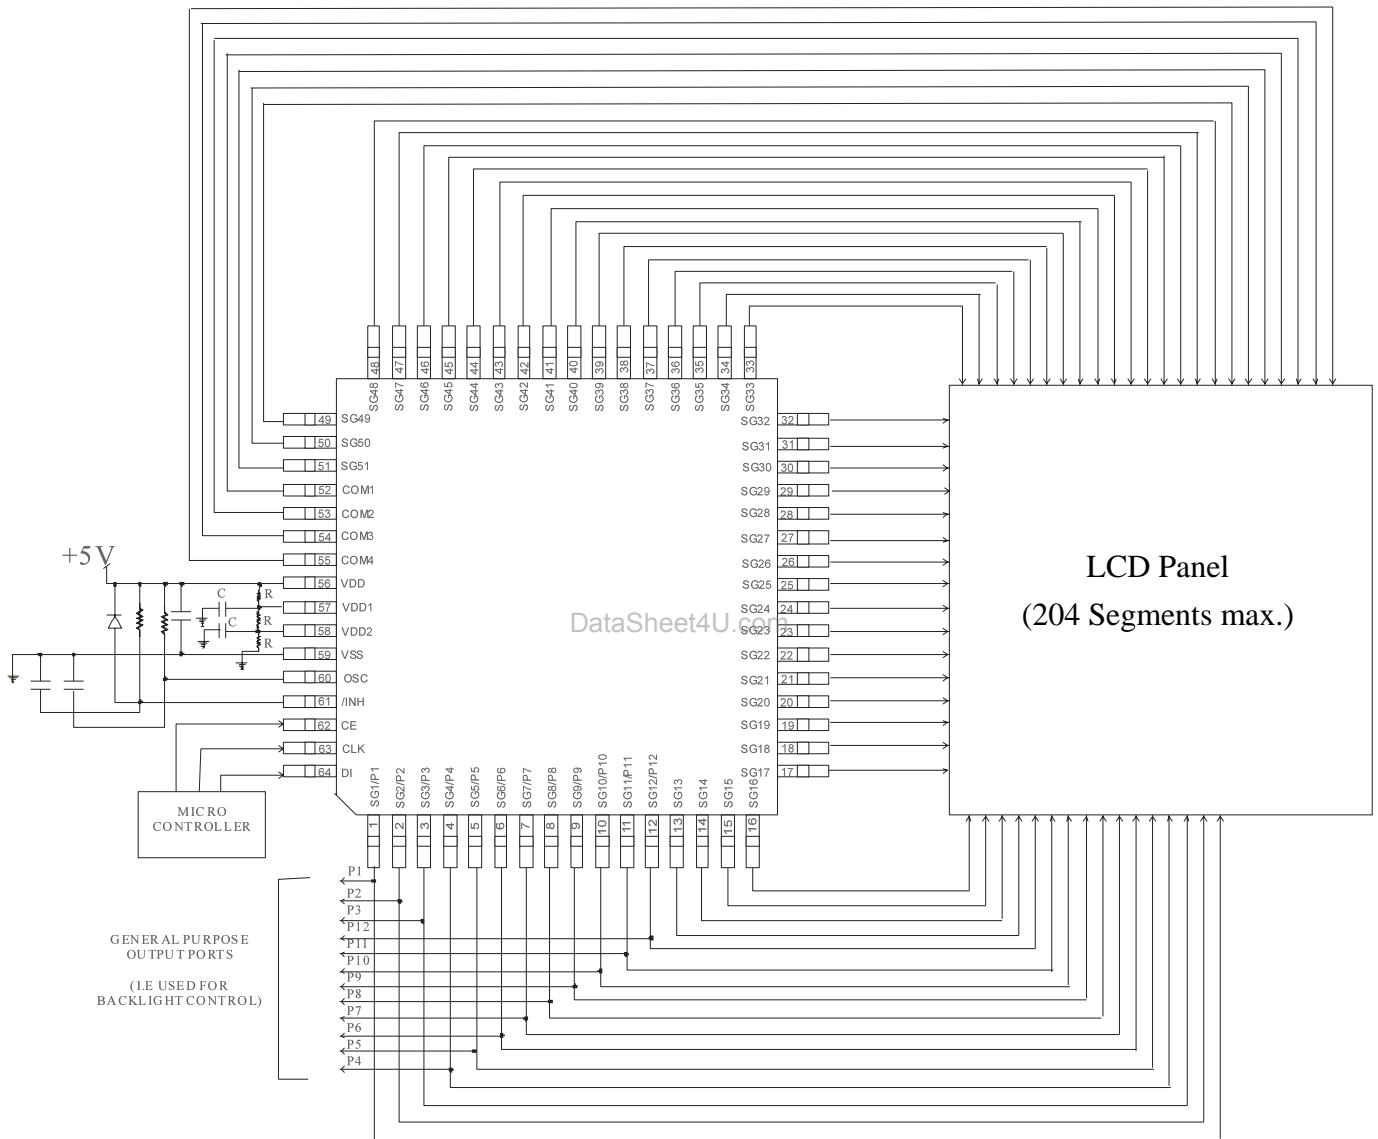 48
47
46
45
44
43
42
41
40
39
38
37
36
35
34
33
SG48
SG47
SG46
SG45
SG44
SG43
SG42
SG41
SG40
SG39
SG38
SG37
SG36
SG35
SG34
SG33
49 SG49
50 SG50
51 SG51
52 COM1
53 COM2
54 COM3
55 COM4
56 VDD
57 VDD1
58 VDD2
59 VSS
60 OSC
61 /INH
62 CE
63 CLK
64 DI
+5V
C
R
R
C
R
SG32 32
SG31 31
SG30 30
SG29 29
SG28 28
SG27 27
SG26 26
SG25 25
SG24 24
SG23 23
SG22 22
SG21 21
SG20 20
SG19 19
SG18 18
SG17 17
DataSheet4U.com
LCD Panel
(204 Segments max.)
MICRO
CONTROLLER
SG1/P1
SG2/P2
SG3/P3
SG4/P4
SG5/P5
SG6/P6
SG7/P7
SG8/P8
SG9/P9
SG10/P10
SG11/P11
SG12/P12
SG13
SG14
SG15
SG16
1
2
3
4
5
6
7
8
9
10
11
12
13
14
15
16
P1
P2
P3
P12
P11
P10
P9
P8
P7
P6
P5
P4
GENERAL PURPOSE
OUTPUT PORTS
(I.E USED FOR
BACKLIGHT CONTROL)